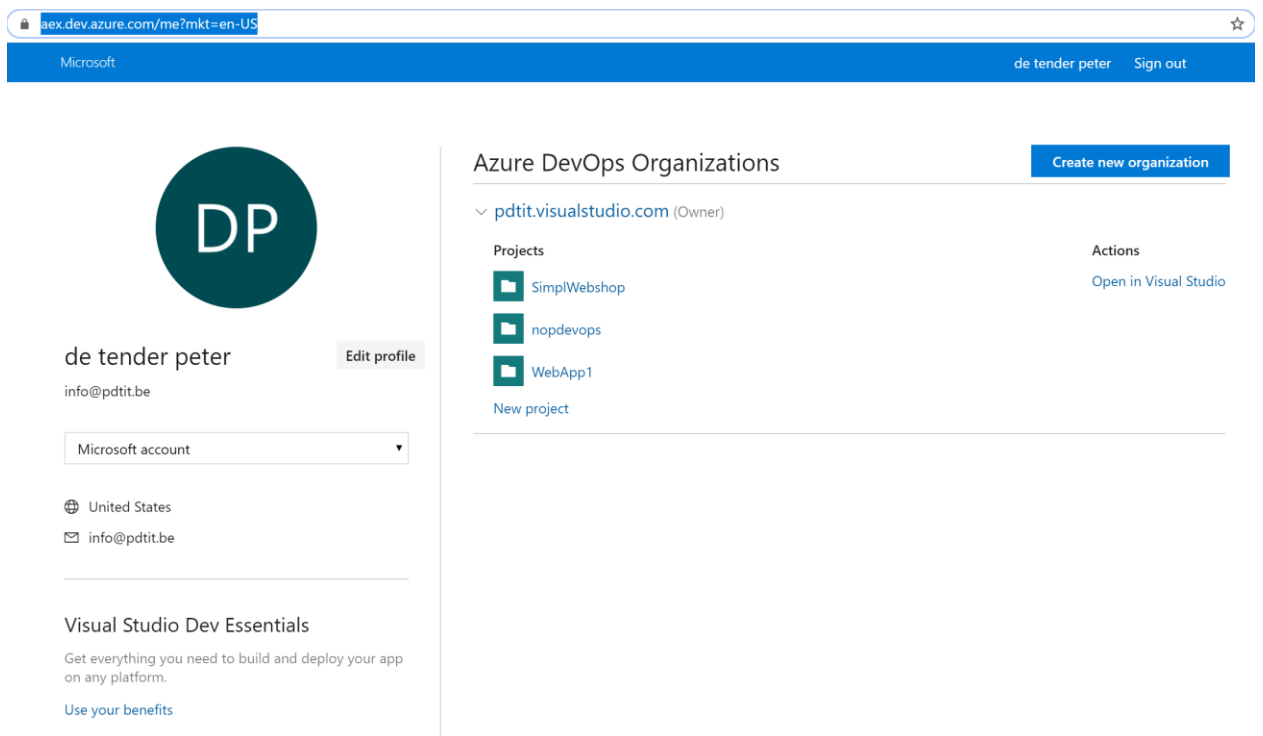 aex.dev.azure.com/me?mkt=en-US
Microsoft
de tender peter
Sign out
DP
de tender peter
Edit profile
info@pdtit.be
Microsoft account
United States
info@pdtit.be
Visual Studio Dev Essentials
Get everything you need to build and deploy your app
on any platform.
Use your benefits
Azure DevOps Organizations
Create new organization
pdtit.visualstudio.com (Owner)
Projects
Actions
SimplWebshop
Open in Visual Studio
nopdevops
WebApp1
New project